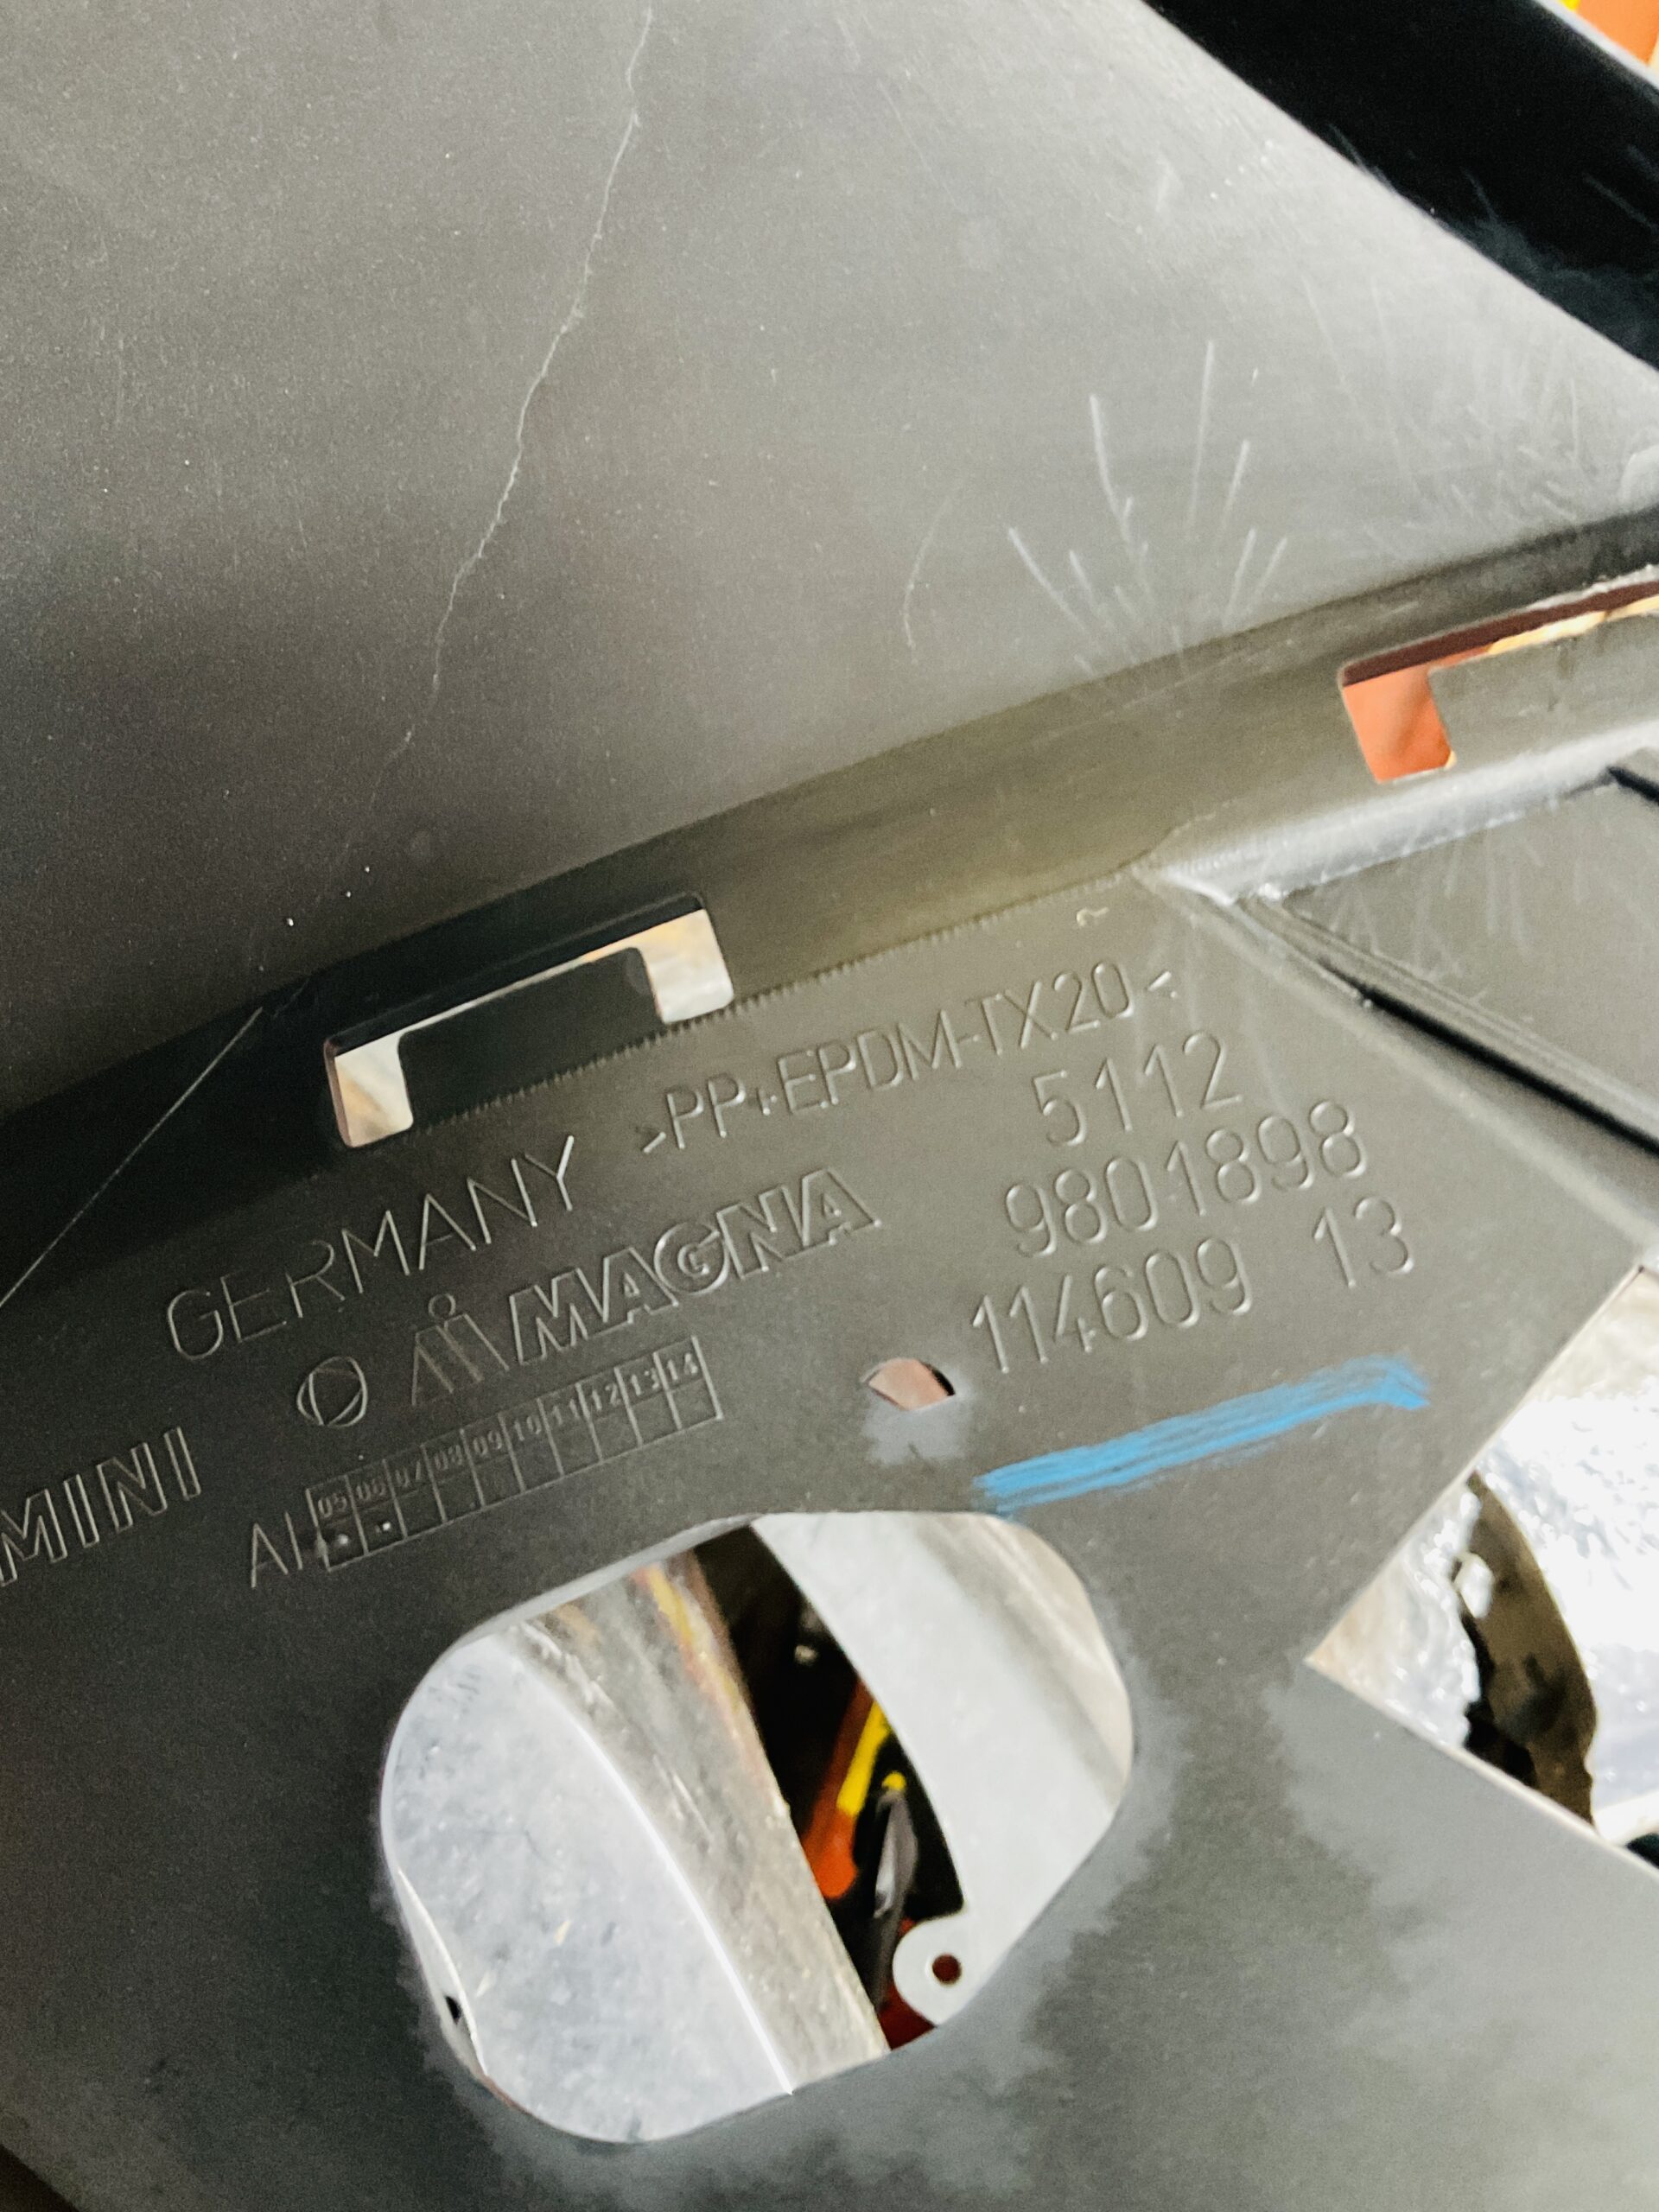 >PP+EPDM-TX20<
GERMANY
5112
MAGNA
9801898
114609 13
MINI
AI 05 06 07 08 09 10 11 12 13 14